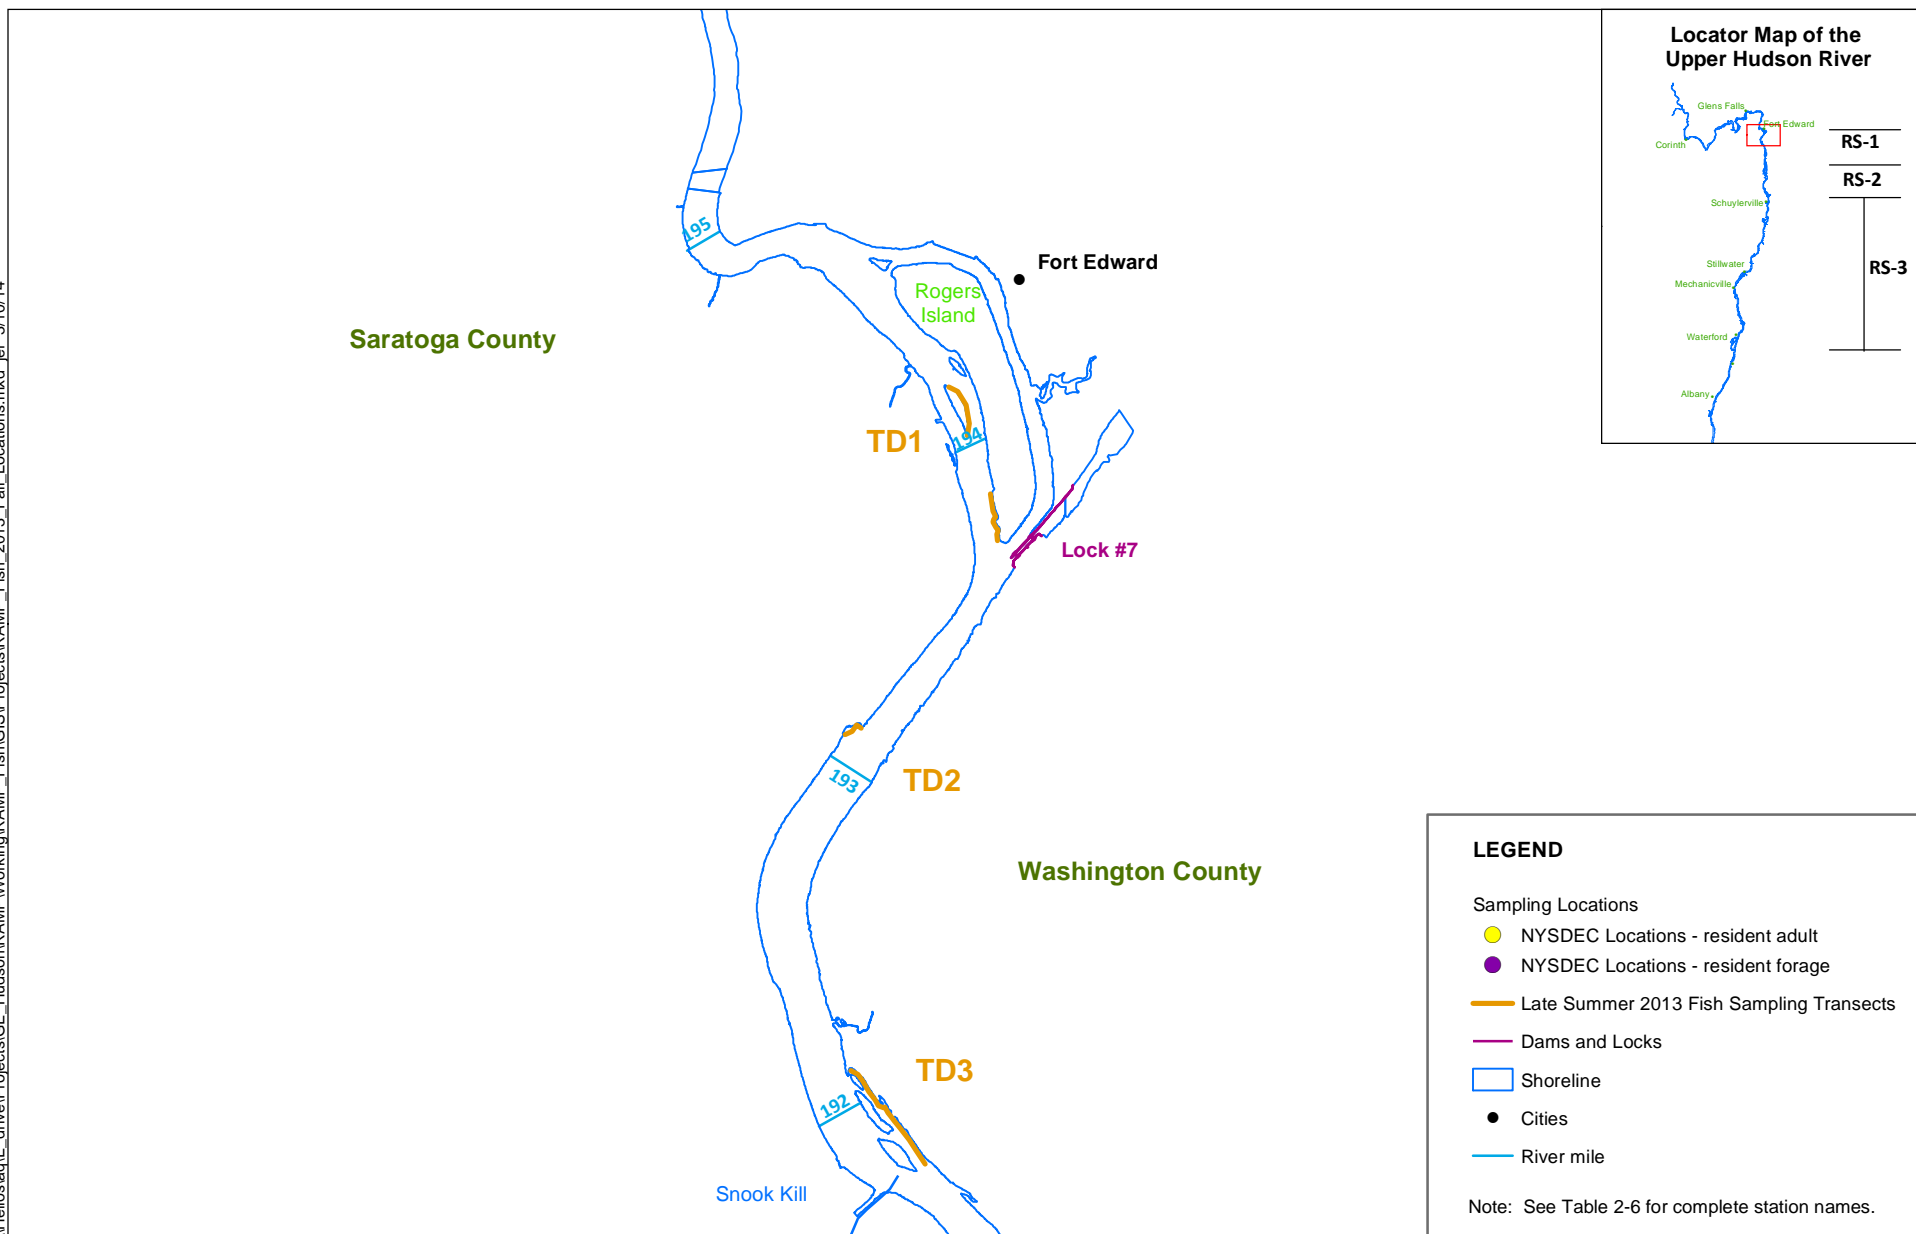 Locator Map of the
Upper Hudson River
Glens Falls
Fort Edward
Corinth
RS-1
RS-2
Schuylerville
Stillwater
RS-3
Mechanicville
Waterford
Albany
195
Fort Edward
Rogers
Island
Saratoga County
TD1
194
Lock #7
TD2
193
Washington County
TD3
192
Snook Kill
LEGEND
Sampling Locations
NYSDEC Locations - resident adult
NYSDEC Locations - resident forage
Late Summer 2013 Fish Sampling Transects
Dams and Locks
Shoreline
Cities
River mile
Note: See Table 2-6 for complete station names.